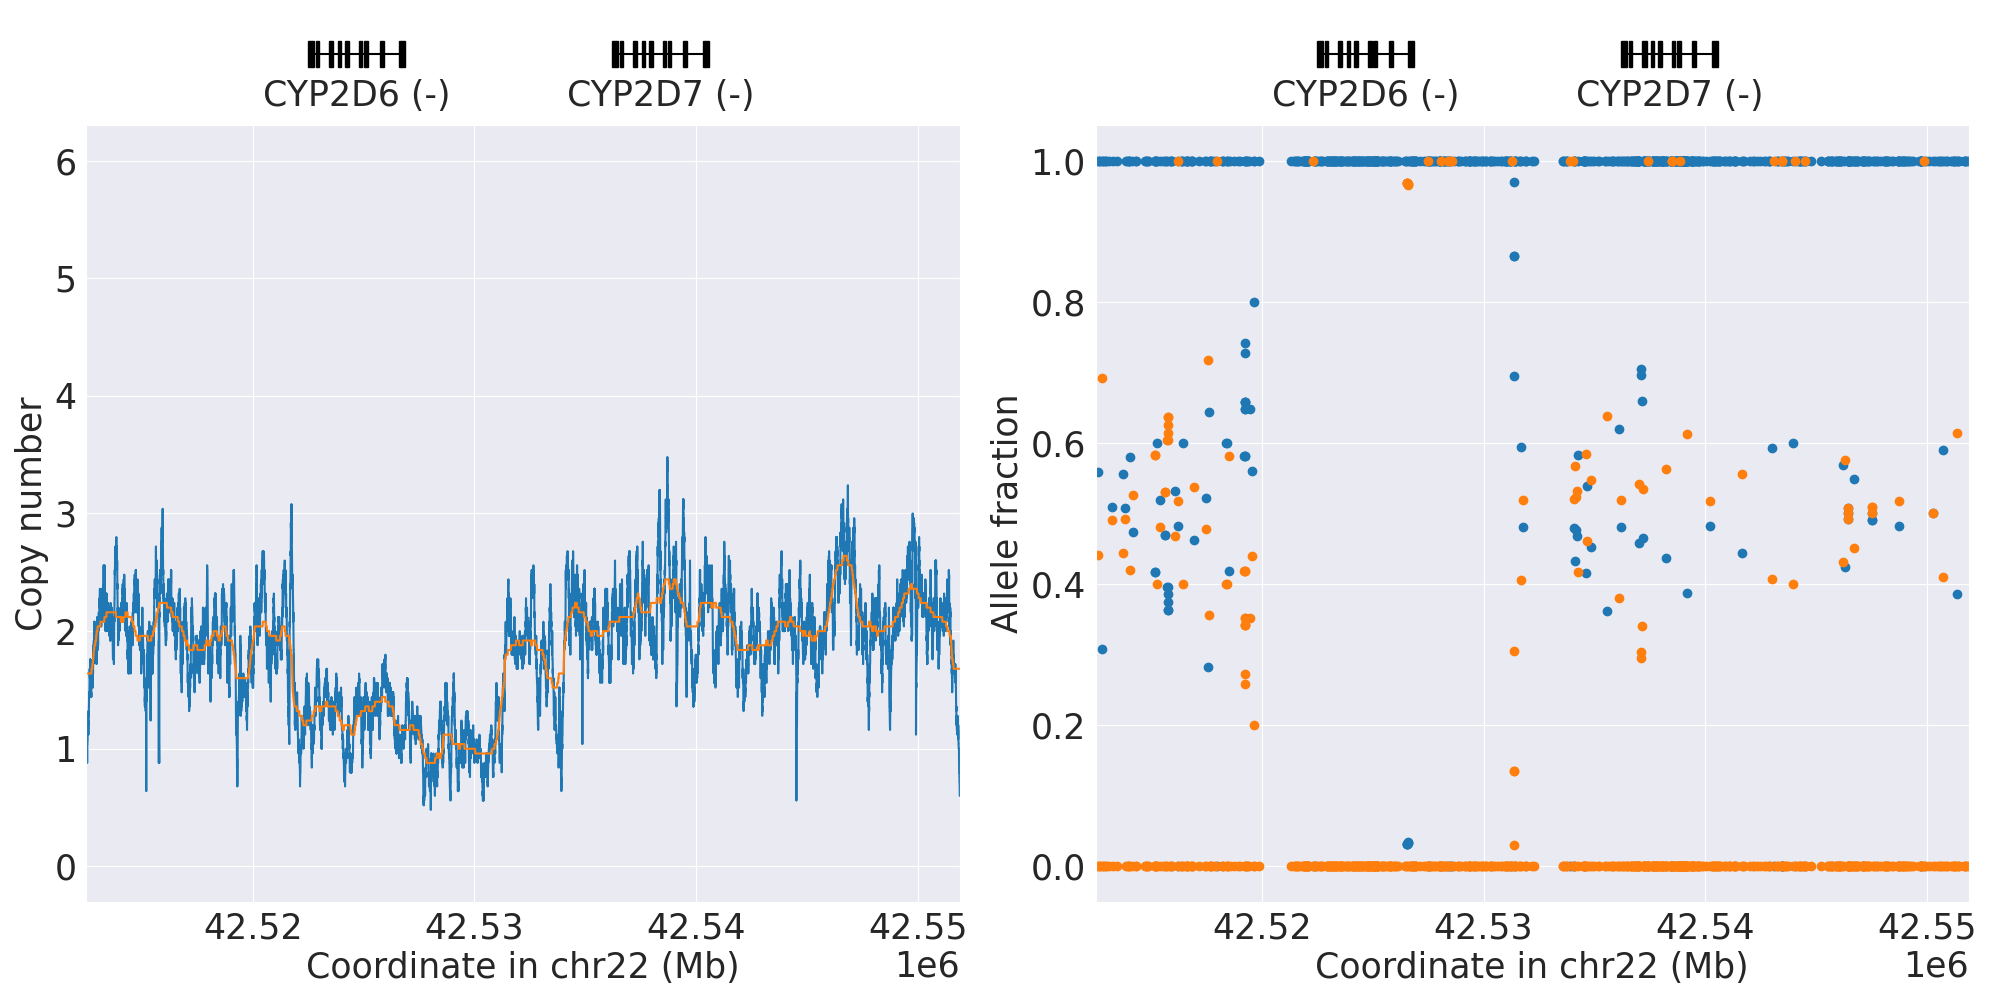 CYP2D6 (-) CYP2D7 (-)
6
5
4
3
2
1
0
Copy number
42.52 42.53 42.54 42.55
Coordinate in chr22 (Mb)
1e6
CYP2D6 (-) CYP2D7 (-)
1.0
0.8
0.6
0.4
0.2
0.0
Allele fraction
42.52 42.53 42.54 42.55
Coordinate in chr22 (Mb)
1e6